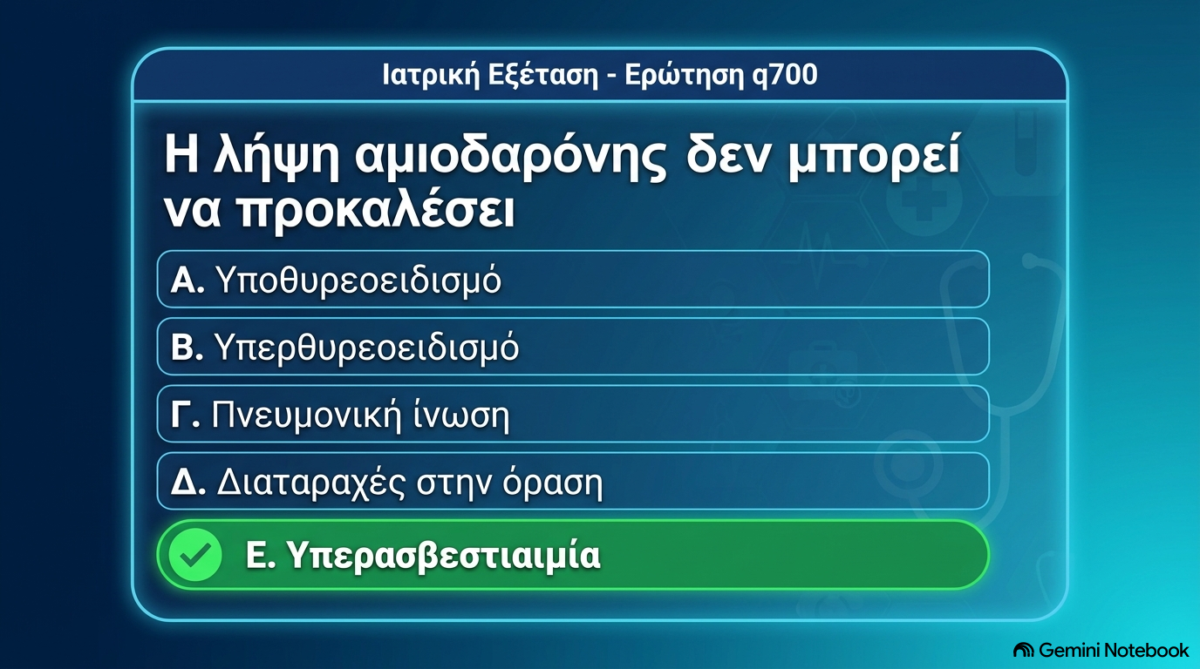 Ιατρική Εξέταση - Ερώτηση q700
Η λήψη αμιοδαρόνης δεν μπορεί
να προκαλέσει
Α. Υποθυρεοειδισμό
Β. Υπερθυρεοειδισμό
Γ. Πνευμονική ίνωση
Δ. Διαταραχές στην όραση
Ε. Υπερασβεστιαιμία
Gemini Notebook